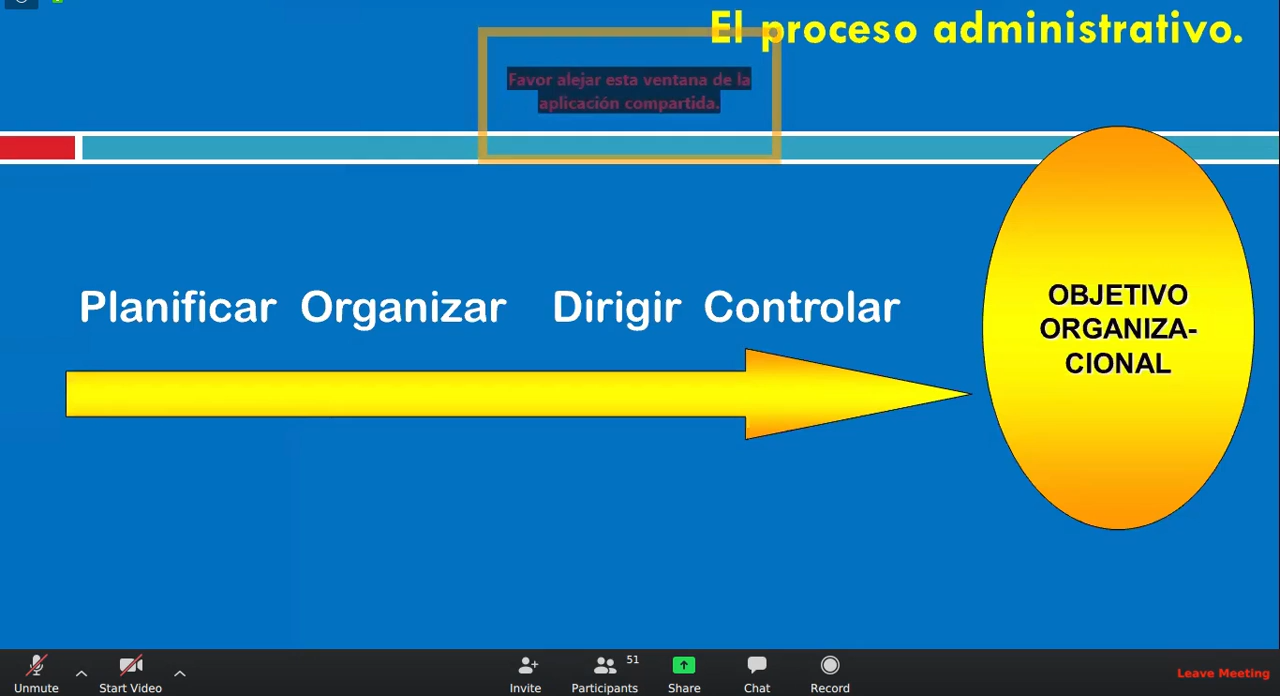 El proceso administrativo.
Favor alejar esta ventana de la
aplicación compartida.
Planificar Organizar Dirigir Controlar
OBJETIVO
ORGANIZA-
CIONAL
Unmute
Start Video
Invite
51
Participants
Share
Chat
Record
Leave Meeting